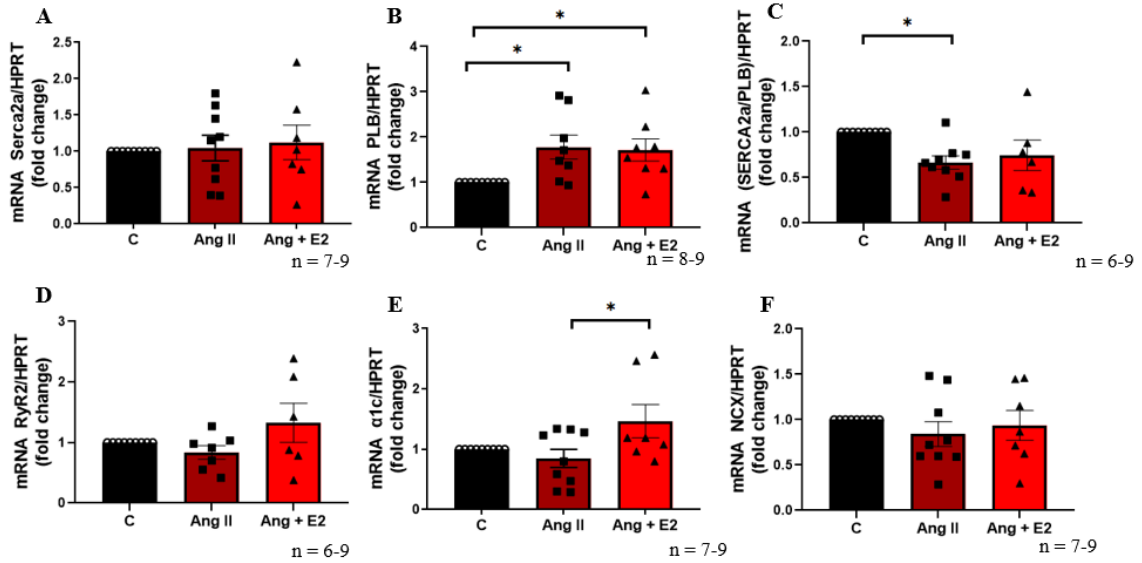 A
mRNA Serca2a/HPRT
(fold change)
2.5
2.0
1.5
1.0
0.5
0.0
C Ang II Ang + E2
n = 7-9
B
mRNA PLB/HPRT
(fold change)
4
3
2
1
0
*
*
C Ang II Ang + E2
n = 8-9
C
mRNA (SERCA2a/PLB)/HPRT
(fold change)
2.0
1.5
1.0
0.5
0.0
*
C Ang II Ang + E2
n = 6-9
D
mRNA RyR2/HPRT
(fold change)
3
2
1
0
C Ang II Ang + E2
n = 6-9
E
mRNA α1c/HPRT
(fold change)
3
2
1
0
*
C Ang II Ang + E2
n = 7-9
F
mRNA NCX/HPRT
(fold change)
2.0
1.5
1.0
0.5
0.0
C Ang II Ang + E2
n = 7-9